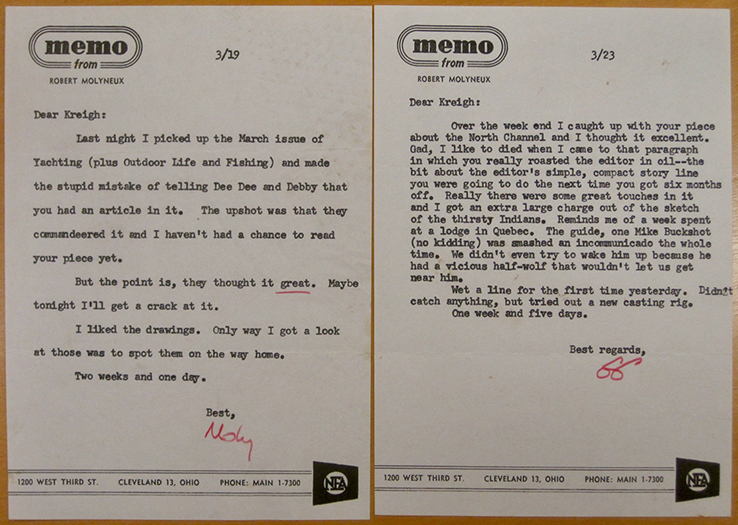 memo
from
ROBERT MOLYNEUX
3/19
Dear Kreigh:
Last night I picked up the March issue of
Yachting (plus Outdoor Life and Fishing) and made
the stupid mistake of telling Dee Dee and Debby that
you had an article in it. The upshot was that they
commandeered it and I haven't had a chance to read
your piece yet.
But the point is, they thought it great. Maybe
tonight I'll get a crack at it.
I liked the drawings. Only way I got a look
at those was to spot them on the way home.
Two weeks and one day.
Best,
Moly
1200 WEST THIRD ST. CLEVELAND 13, OHIO PHONE: MAIN 1-7300
NEA
memo
from
ROBERT MOLYNEUX
3/23
Dear Kreigh:
Over the week end I caught up with your piece
about the North Channel and I thought it excellent.
Gad, I like to died when I came to that paragraph
in which you really roasted the editor in oil--the
bit about the editor's simple, compact story line
you were going to do the next time you got six months
off. Really there were some great touches in it
and I got an extra large charge out of the sketch
of the thirsty Indians. Reminds me of a week spent
at a lodge in Quebec. The guide, one Mike Buckshot
(no kidding) was smashed an incommunicado the whole
time. We didn't even try to wake him up because he
had a vicious half-wolf that wouldn't let us get
near him.
Wet a line for the first time yesterday. Didn't
catch anything, but tried out a new casting rig.
One week and five days.
Best regards,
1200 WEST THIRD ST. CLEVELAND 13, OHIO PHONE: MAIN 1-7300
NEA